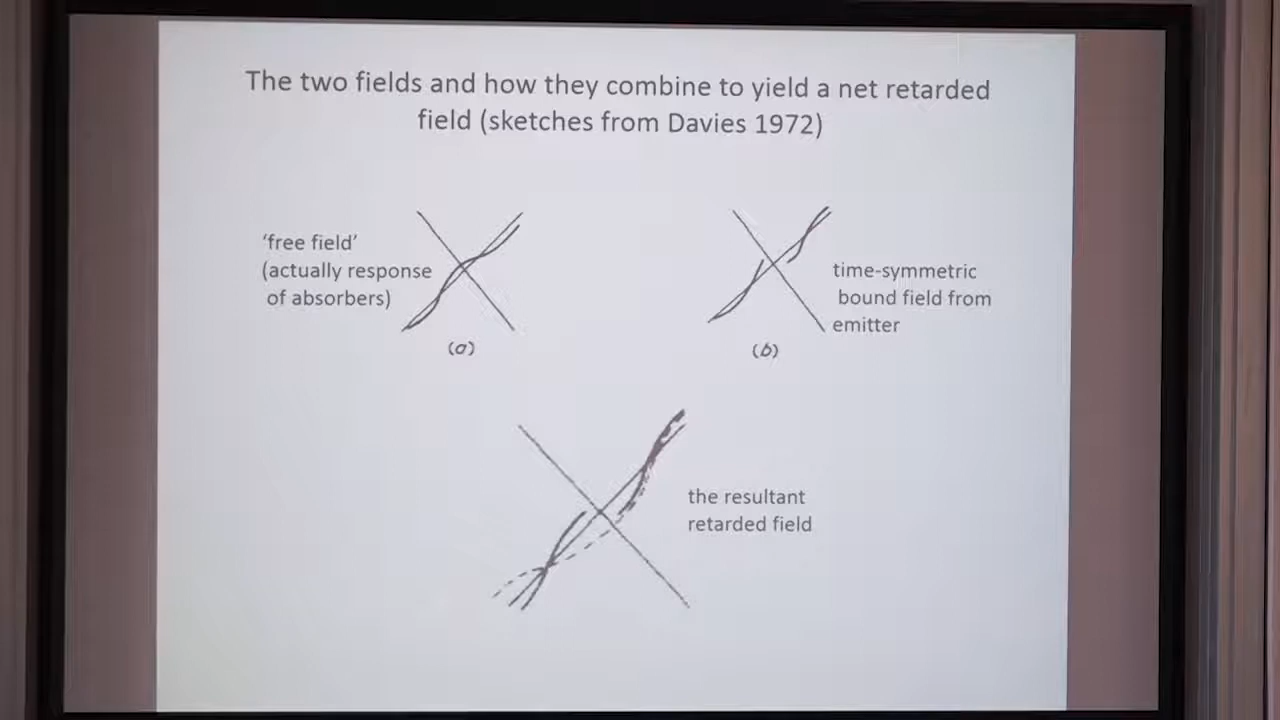 The two fields and how they combine to yield a net retarded
field (sketches from Davies 1972)
‘free field’
(actually response
of absorbers)
(a)
time-symmetric
bound field from
emitter
(b)
the resultant
retarded field